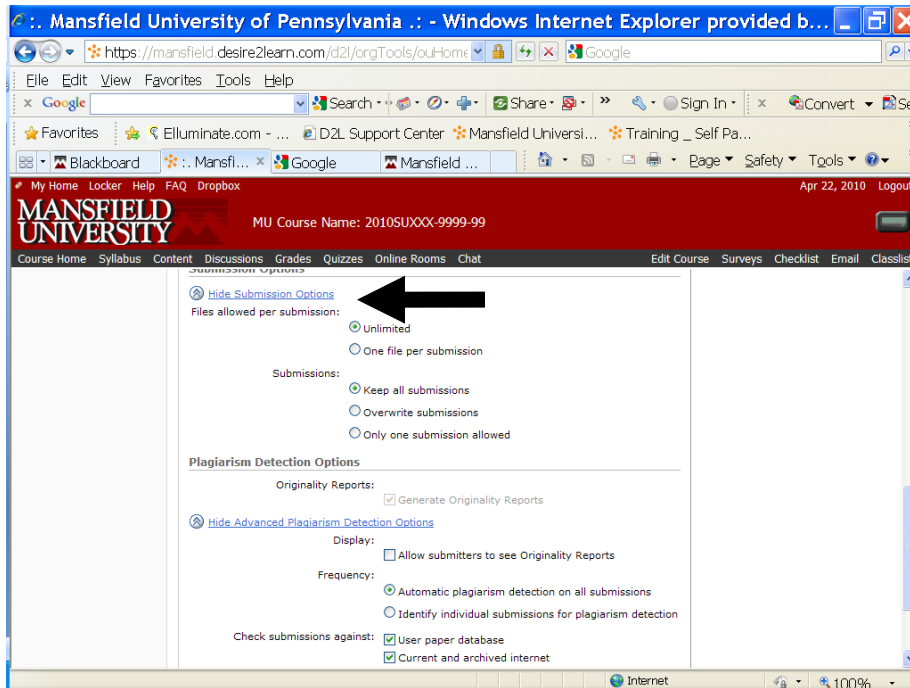 :. Mansfield University of Pennsylvania .: - Windows Internet Explorer provided b...
https://mansfield.desire2learn.com/d2l/orgTools/ouHome
Google
File Edit View Favorites Tools Help
x Google Search Share » Sign In x Convert Se
Favorites Elluminate.com - ... D2L Support Center Mansfield Universi... Training _ Self Pa...
Blackboard :. Mansfi... x Google Mansfield ... Page Safety Tools
My Home Locker Help FAQ Dropbox Apr 22, 2010 Logout
MANSFIELD
UNIVERSITY
MU Course Name: 2010SUXXX-9999-99
Course Home Syllabus Content Discussions Grades Quizzes Online Rooms Chat Edit Course Surveys Checklist Email Classlist
Submission Options
Hide Submission Options
Files allowed per submission:
Unlimited
One file per submission
Submissions:
Keep all submissions
Overwrite submissions
Only one submission allowed
Plagiarism Detection Options
Originality Reports:
Generate Originality Reports
Hide Advanced Plagiarism Detection Options
Display:
Allow submitters to see Originality Reports
Frequency:
Automatic plagiarism detection on all submissions
Identify individual submissions for plagiarism detection
Check submissions against: User paper database
Current and archived internet
Internet 100%